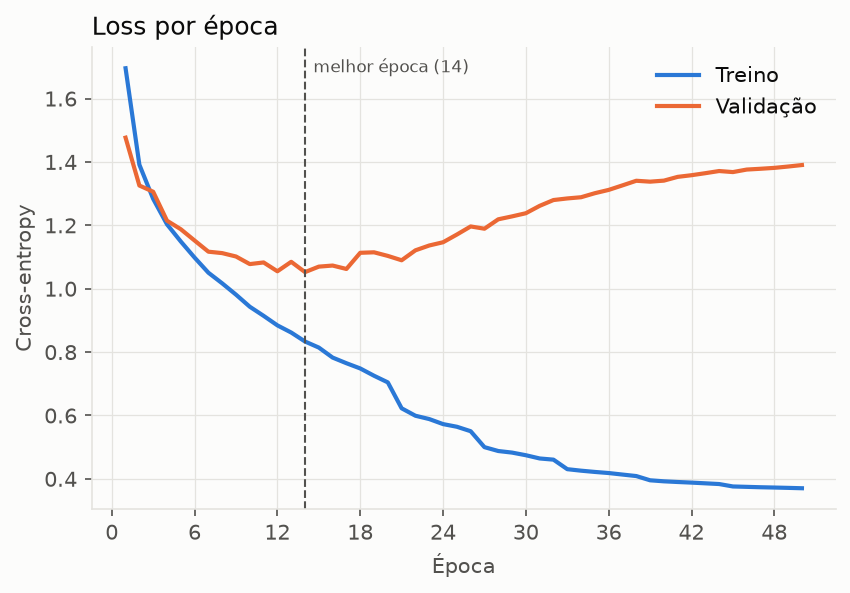 Loss por época
melhor época (14)
Treino
Validação
1.6
1.4
1.2
1.0
0.8
0.6
0.4
Cross-entropy
0 6 12 18 24 30 36 42 48
Época